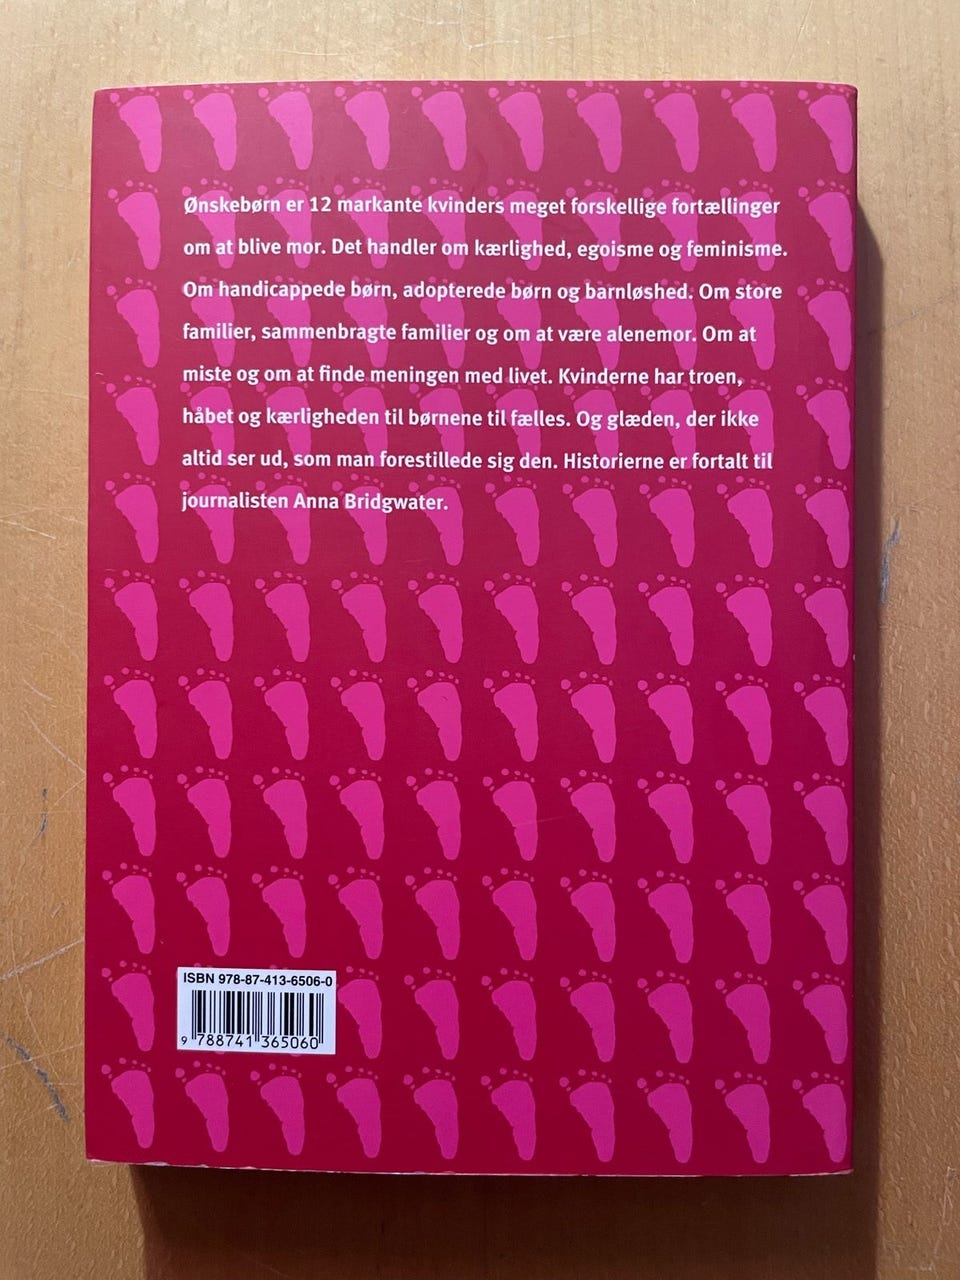 Ønskebørn er 12 markante kvinders meget forskellige fortællinger
om at blive mor. Det handler om kærlighed, egoisme og feminisme.
Om handicappede børn, adopterede børn og barnløshed. Om store
familier, sammenbragte familier og om at være alenemor. Om at
miste og om at finde meningen med livet. Kvinderne har troen,
håbet og kærligheden til børnene til fælles. Og glæden, der ikke
altid ser ud, som man forestillede sig den. Historierne er fortalt til
journalisten Anna Bridgwater.
ISBN 978-87-413-6506-0
9 788741 365060